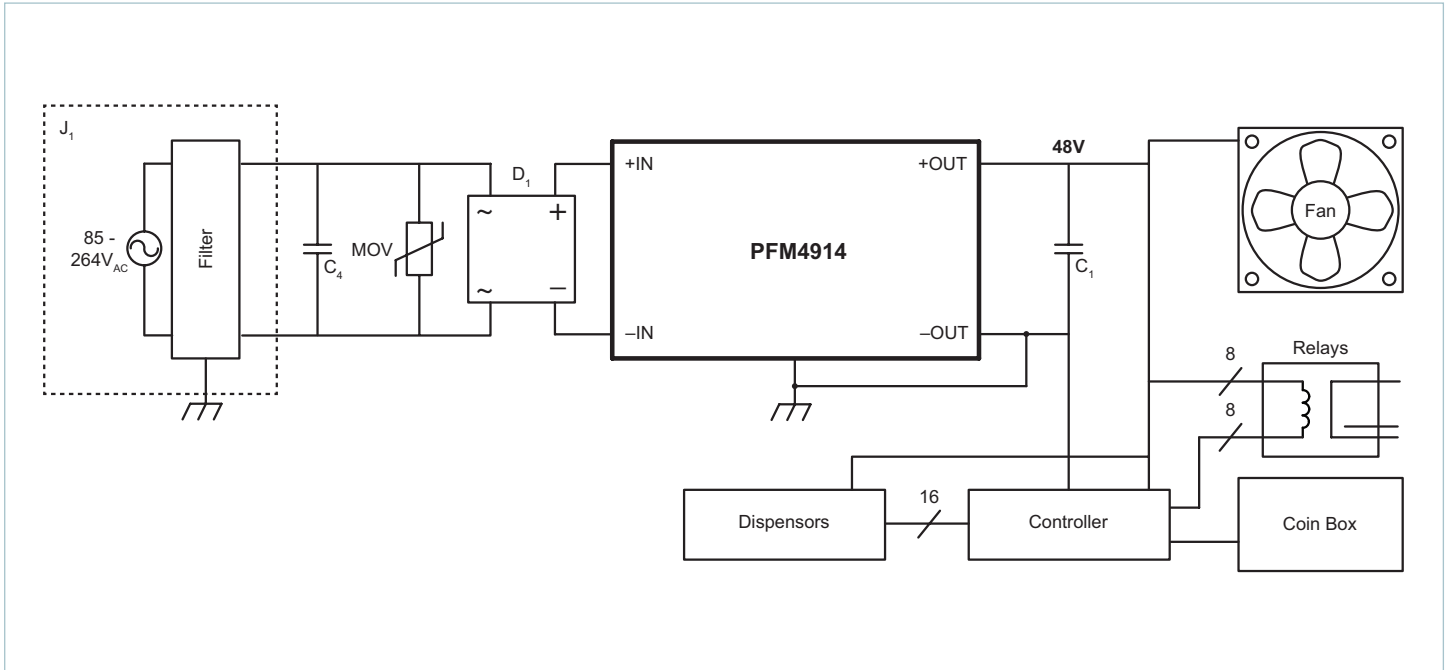 J1
85 -
264VAC
Filter
C4
MOV
D1
~
+
~
–
+IN
–IN
PFM4914
+OUT
–OUT
48V
C1
Fan
8
Relays
8
Dispensors
16
Controller
Coin Box